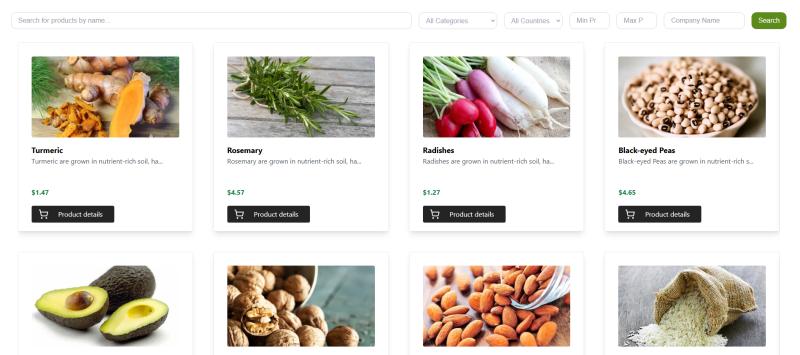 Search for products by name...
All Categories
All Countries
Min Pr
Max P
Company Name
Search
Turmeric
Turmeric are grown in nutrient-rich soil, ha...
$1.47
Product details
Rosemary
Rosemary are grown in nutrient-rich soil, ha...
$4.57
Product details
Radishes
Radishes are grown in nutrient-rich soil, ha...
$1.27
Product details
Black-eyed Peas
Black-eyed Peas are grown in nutrient-rich s...
$4.65
Product details